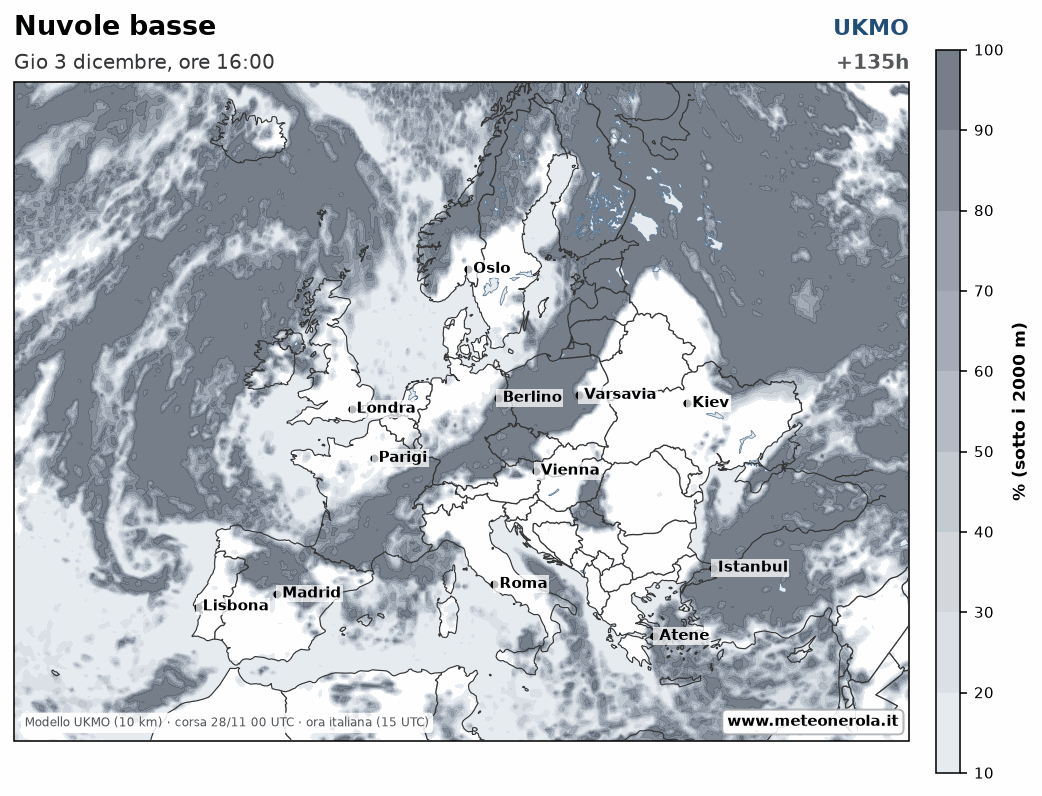 Nuvole basse
UKMO
Gio 3 dicembre, ore 16:00
+135h
100
90
80
70
60
50
40
30
20
10
% (sotto i 2000 m)
Oslo
Berlino
Varsavia
Kiev
Londra
Parigi
Vienna
Istanbul
Roma
Madrid
Lisbona
Atene
Modello UKMO (10 km) · corsa 28/11 00 UTC · ora italiana (15 UTC)
www.meteonerola.it